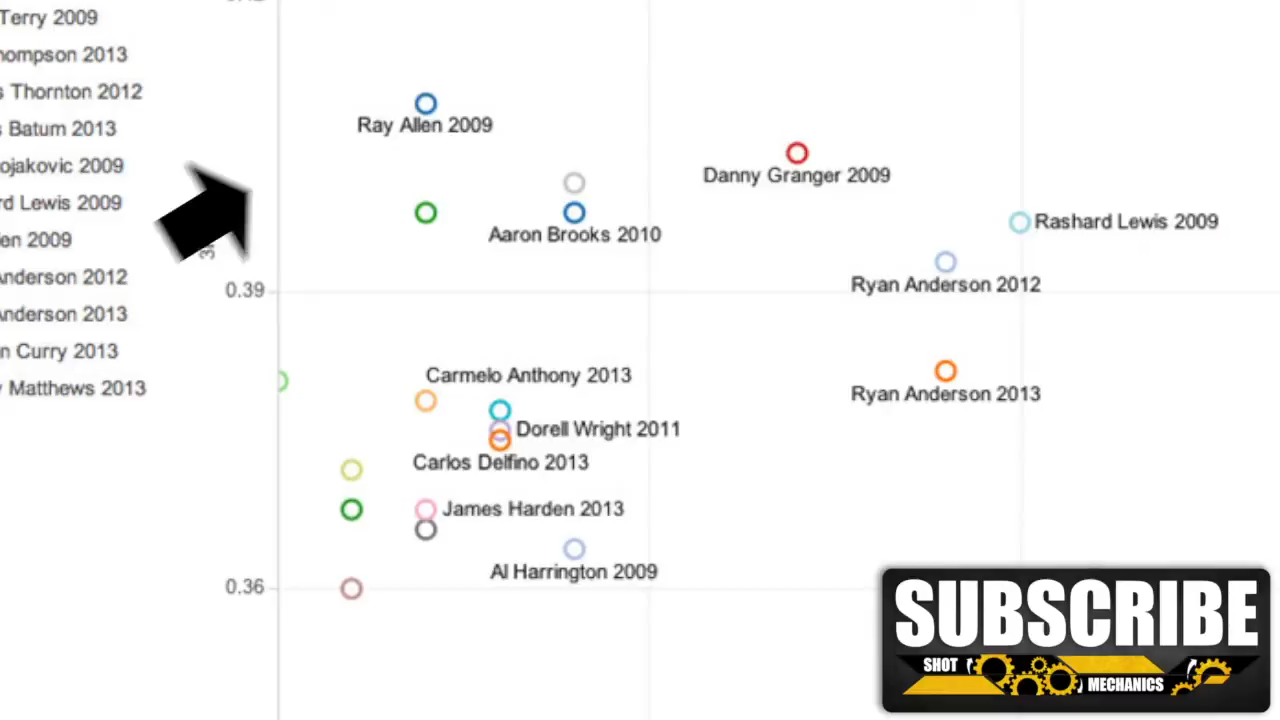 Terry 2009
hompson 2013
s Thornton 2012
s Batum 2013
ojakovic 2009
rd Lewis 2009
en 2009
Anderson 2012
Anderson 2013
n Curry 2013
y Matthews 2013
0.39
0.36
Ray Allen 2009
Danny Granger 2009
Aaron Brooks 2010
Rashard Lewis 2009
Ryan Anderson 2012
Carmelo Anthony 2013
Ryan Anderson 2013
Dorell Wright 2011
Carlos Delfino 2013
James Harden 2013
Al Harrington 2009
SUBSCRIBE
SHOT
MECHANICS